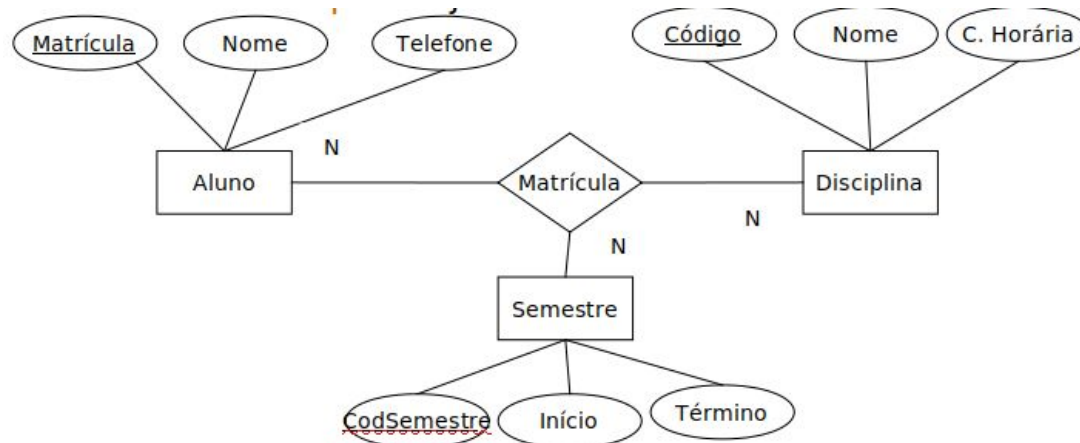 Matrícula
Nome
Telefone
Código
Nome
C. Horária
N
Aluno
Matrícula
Disciplina
N
N
Semestre
CodSemestre
Início
Término